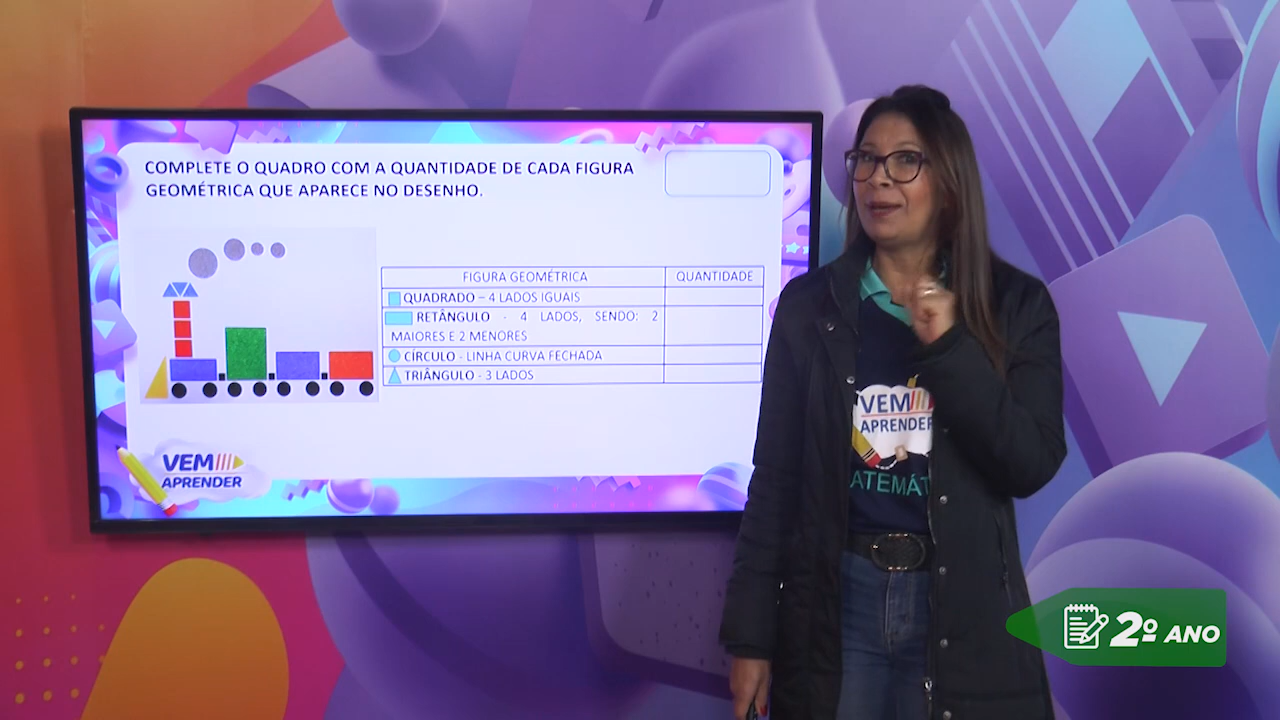 COMPLETE O QUADRO COM A QUANTIDADE DE CADA FIGURA
GEOMÉTRICA QUE APARECE NO DESENHO.
FIGURA GEOMÉTRICA QUANTIDADE
QUADRADO – 4 LADOS IGUAIS
RETÂNGULO - 4 LADOS, SENDO: 2
MAIORES E 2 MENORES
CÍRCULO - LINHA CURVA FECHADA
TRIÂNGULO - 3 LADOS
VEM
APRENDER
VEM
APRENDER
ATEMÁT
2º ANO